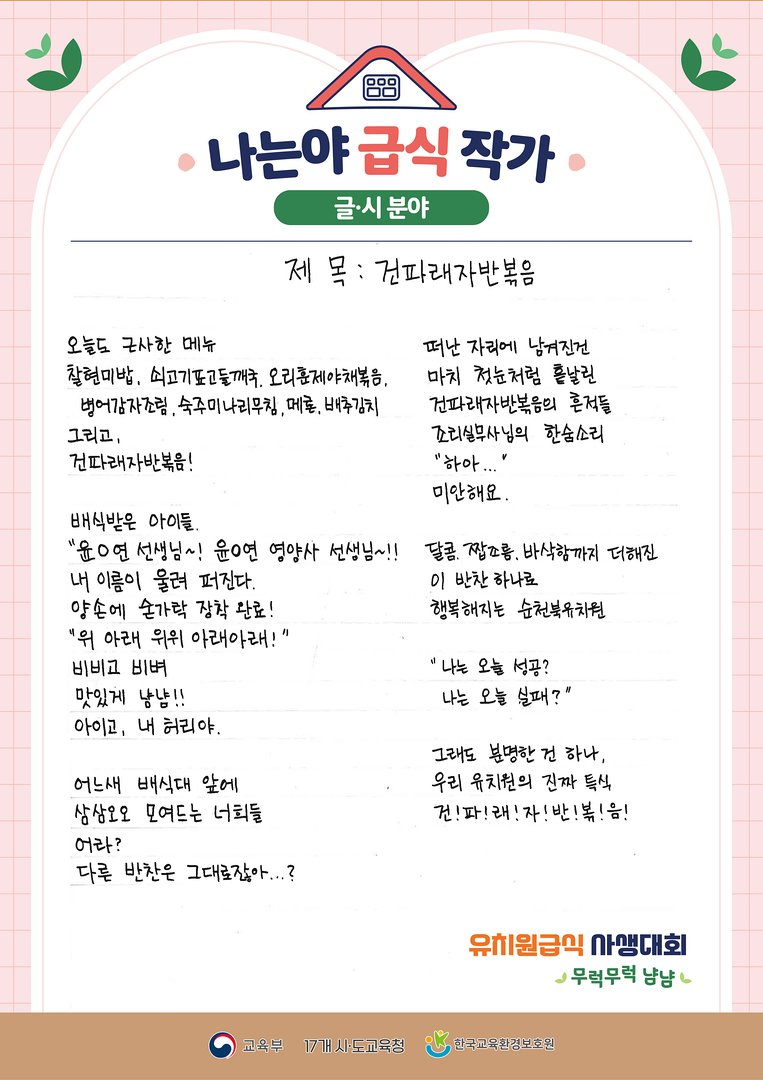 나는야 급식 작가
글·시 분야
제 목 : 건파래자반볶음
오늘도 근사한 메뉴
찰현미밥, 쇠고기표고들깨국, 오리훈제야채볶음,
병어감자조림, 숙주미나리무침, 메론, 배추김치
그리고,
건파래자반볶음!
배식받은 아이들.
"윤○연 선생님~! 윤○연 영양사 선생님~!!
내 이름이 울려 퍼진다.
양손에 숟가락 장착 완료!
"위 아래 위위 아래아래!"
비비고 비벼
맛있게 냠냠!!
아이고, 내 허리야.
어느새 배식대 앞에
삼삼오오 모여드는 너희들
어라?
다른 반찬은 그대로잖아...?
떠난 자리에 남겨진건
마치 첫눈처럼 흩날린
건파래자반볶음의 흔적들
조리실무사님의 한숨소리
"하아..."
미안해요.
달콤, 짭조롬, 바삭함까지 더해진
이 반찬 하나로
행복해지는 순천북유치원
"나는 오늘 성공?
나는 오늘 실패?"
그래도 분명한 건 하나,
우리 유치원의 진짜 특식
건!파!래!자!반!볶!음!
유치원급식 사생대회
무럭무럭 냠냠
교육부 17개 시·도교육청 한국교육환경보호원